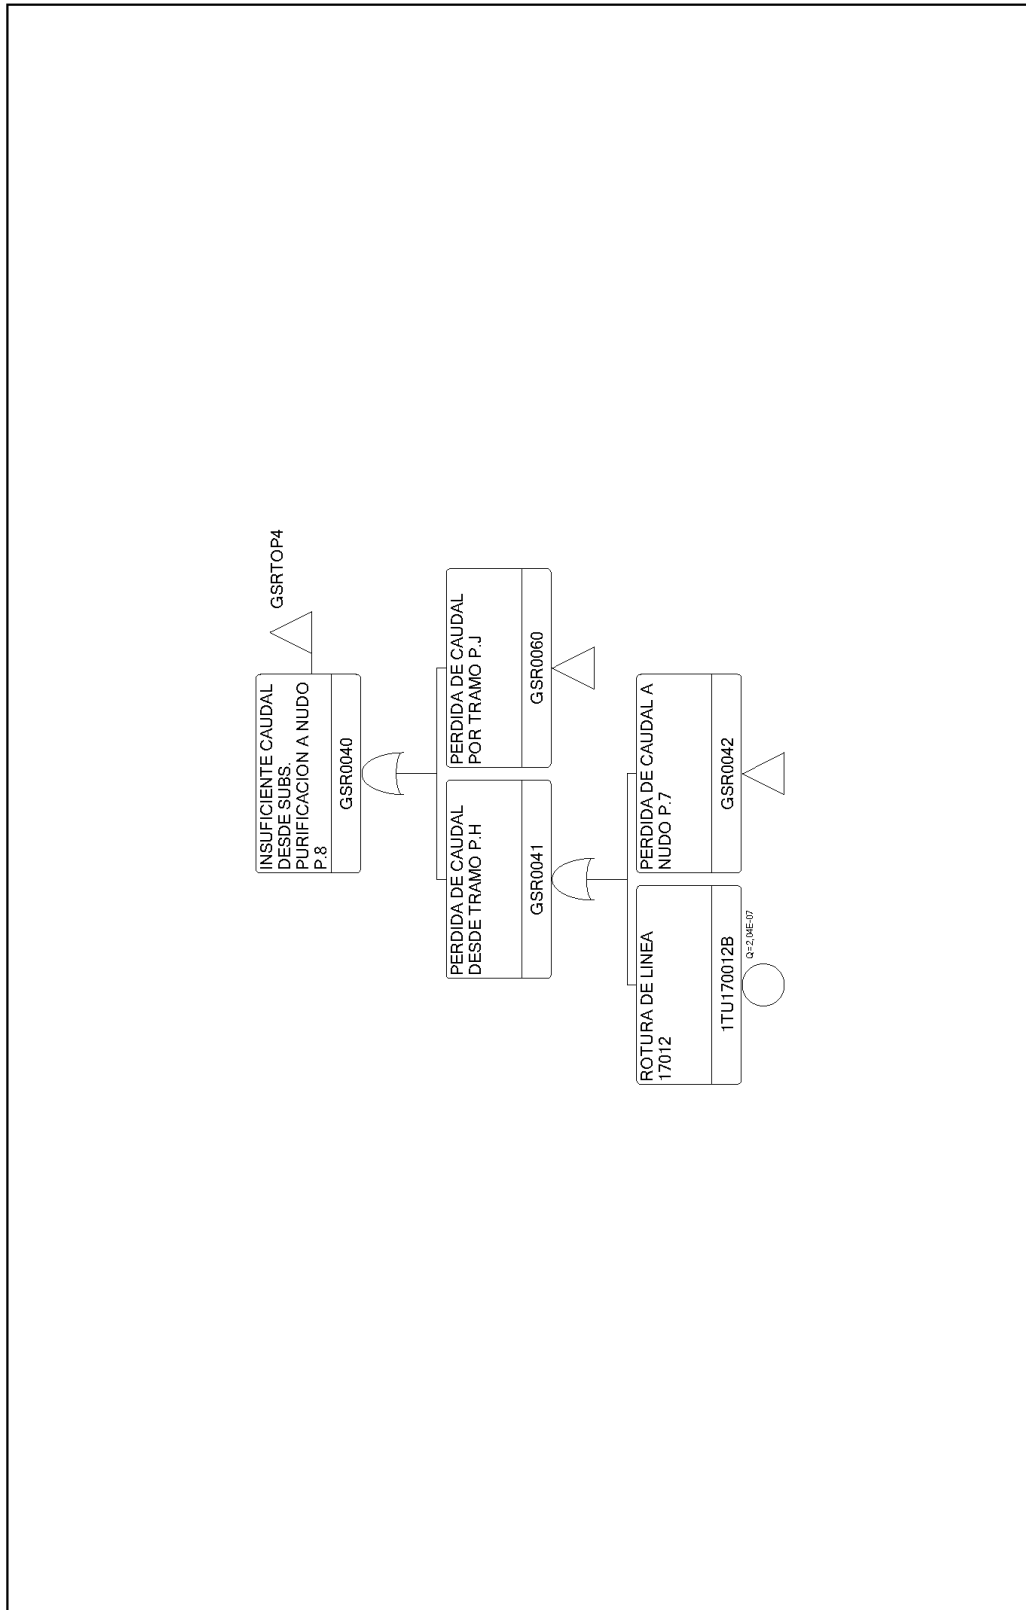 INSUFICIENTE CAUDAL
DESDE SUBS.
PURIFICACION A NUDO
P.8
GSR0040
GSRTOP4
PERDIDA DE CAUDAL
DESDE TRAMO P.H
GSR0041
PERDIDA DE CAUDAL
POR TRAMO P.J
GSR0060
ROTURA DE LINEA
17012
1TU170012B
Q=2,04E-07
PERDIDA DE CAUDAL A
NUDO P.7
GSR0042